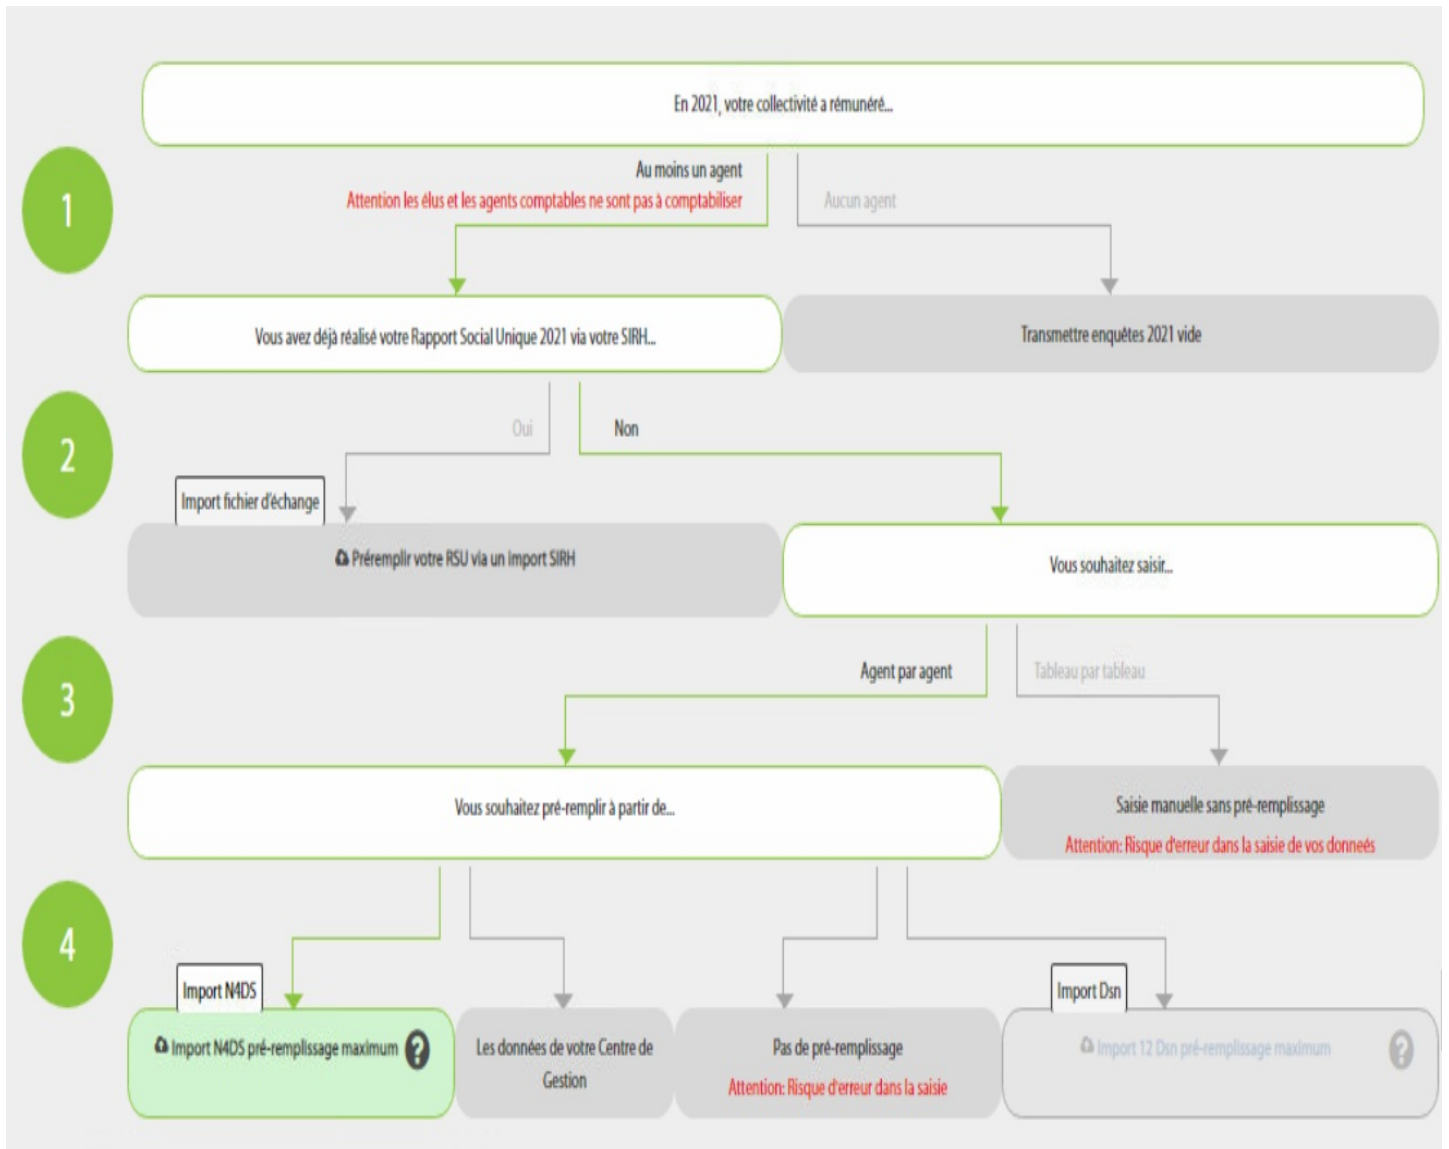 En 2021, votre collectivité a rémunéré...
1
Au moins un agent
Attention les élus et les agents comptables ne sont pas à comptabiliser
Aucun agent
Vous avez déjà réalisé votre Rapport Social Unique 2021 via votre SIRH...
Transmettre enquêtes 2021 vide
2
Oui
Non
Import fichier d'échange
Préremplir votre RSU via un import SIRH
Vous souhaitez saisir...
3
Agent par agent
Tableau par tableau
Vous souhaitez pré-remplir à partir de...
Saisie manuelle sans pré-remplissage
Attention: Risque d'erreur dans la saisie de vos donneés
4
Import N4DS
Import Dsn
Import N4DS pré-remplissage maximum ?
Les données de votre Centre de
Gestion
Pas de pré-remplissage
Attention: Risque d'erreur dans la saisie
Import 12 Dsn pré-remplissage maximum ?